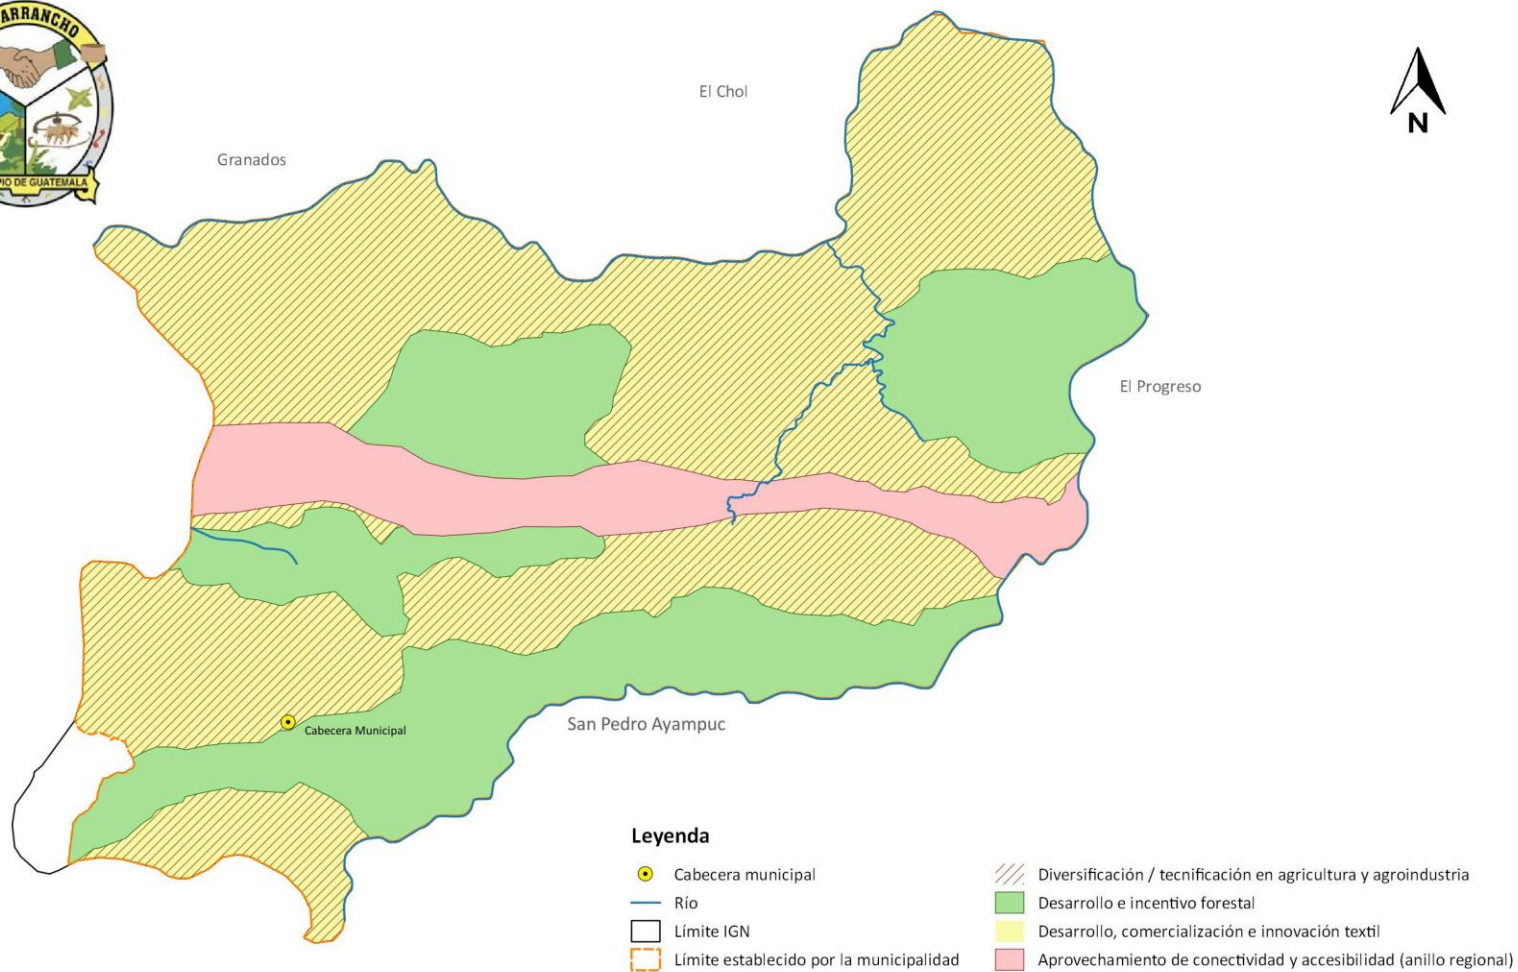 ARRANCHO
PIO DE GUATEMALA
El Chol
N
Granados
El Progreso
San Pedro Ayampuc
Cabecera Municipal
Leyenda
Cabecera municipal
Río
Límite IGN
Límite establecido por la municipalidad
Diversificación / tecnificación en agricultura y agroindustria
Desarrollo e incentivo forestal
Desarrollo, comercialización e innovación textil
Aprovechamiento de conectividad y accesibilidad (anillo regional)